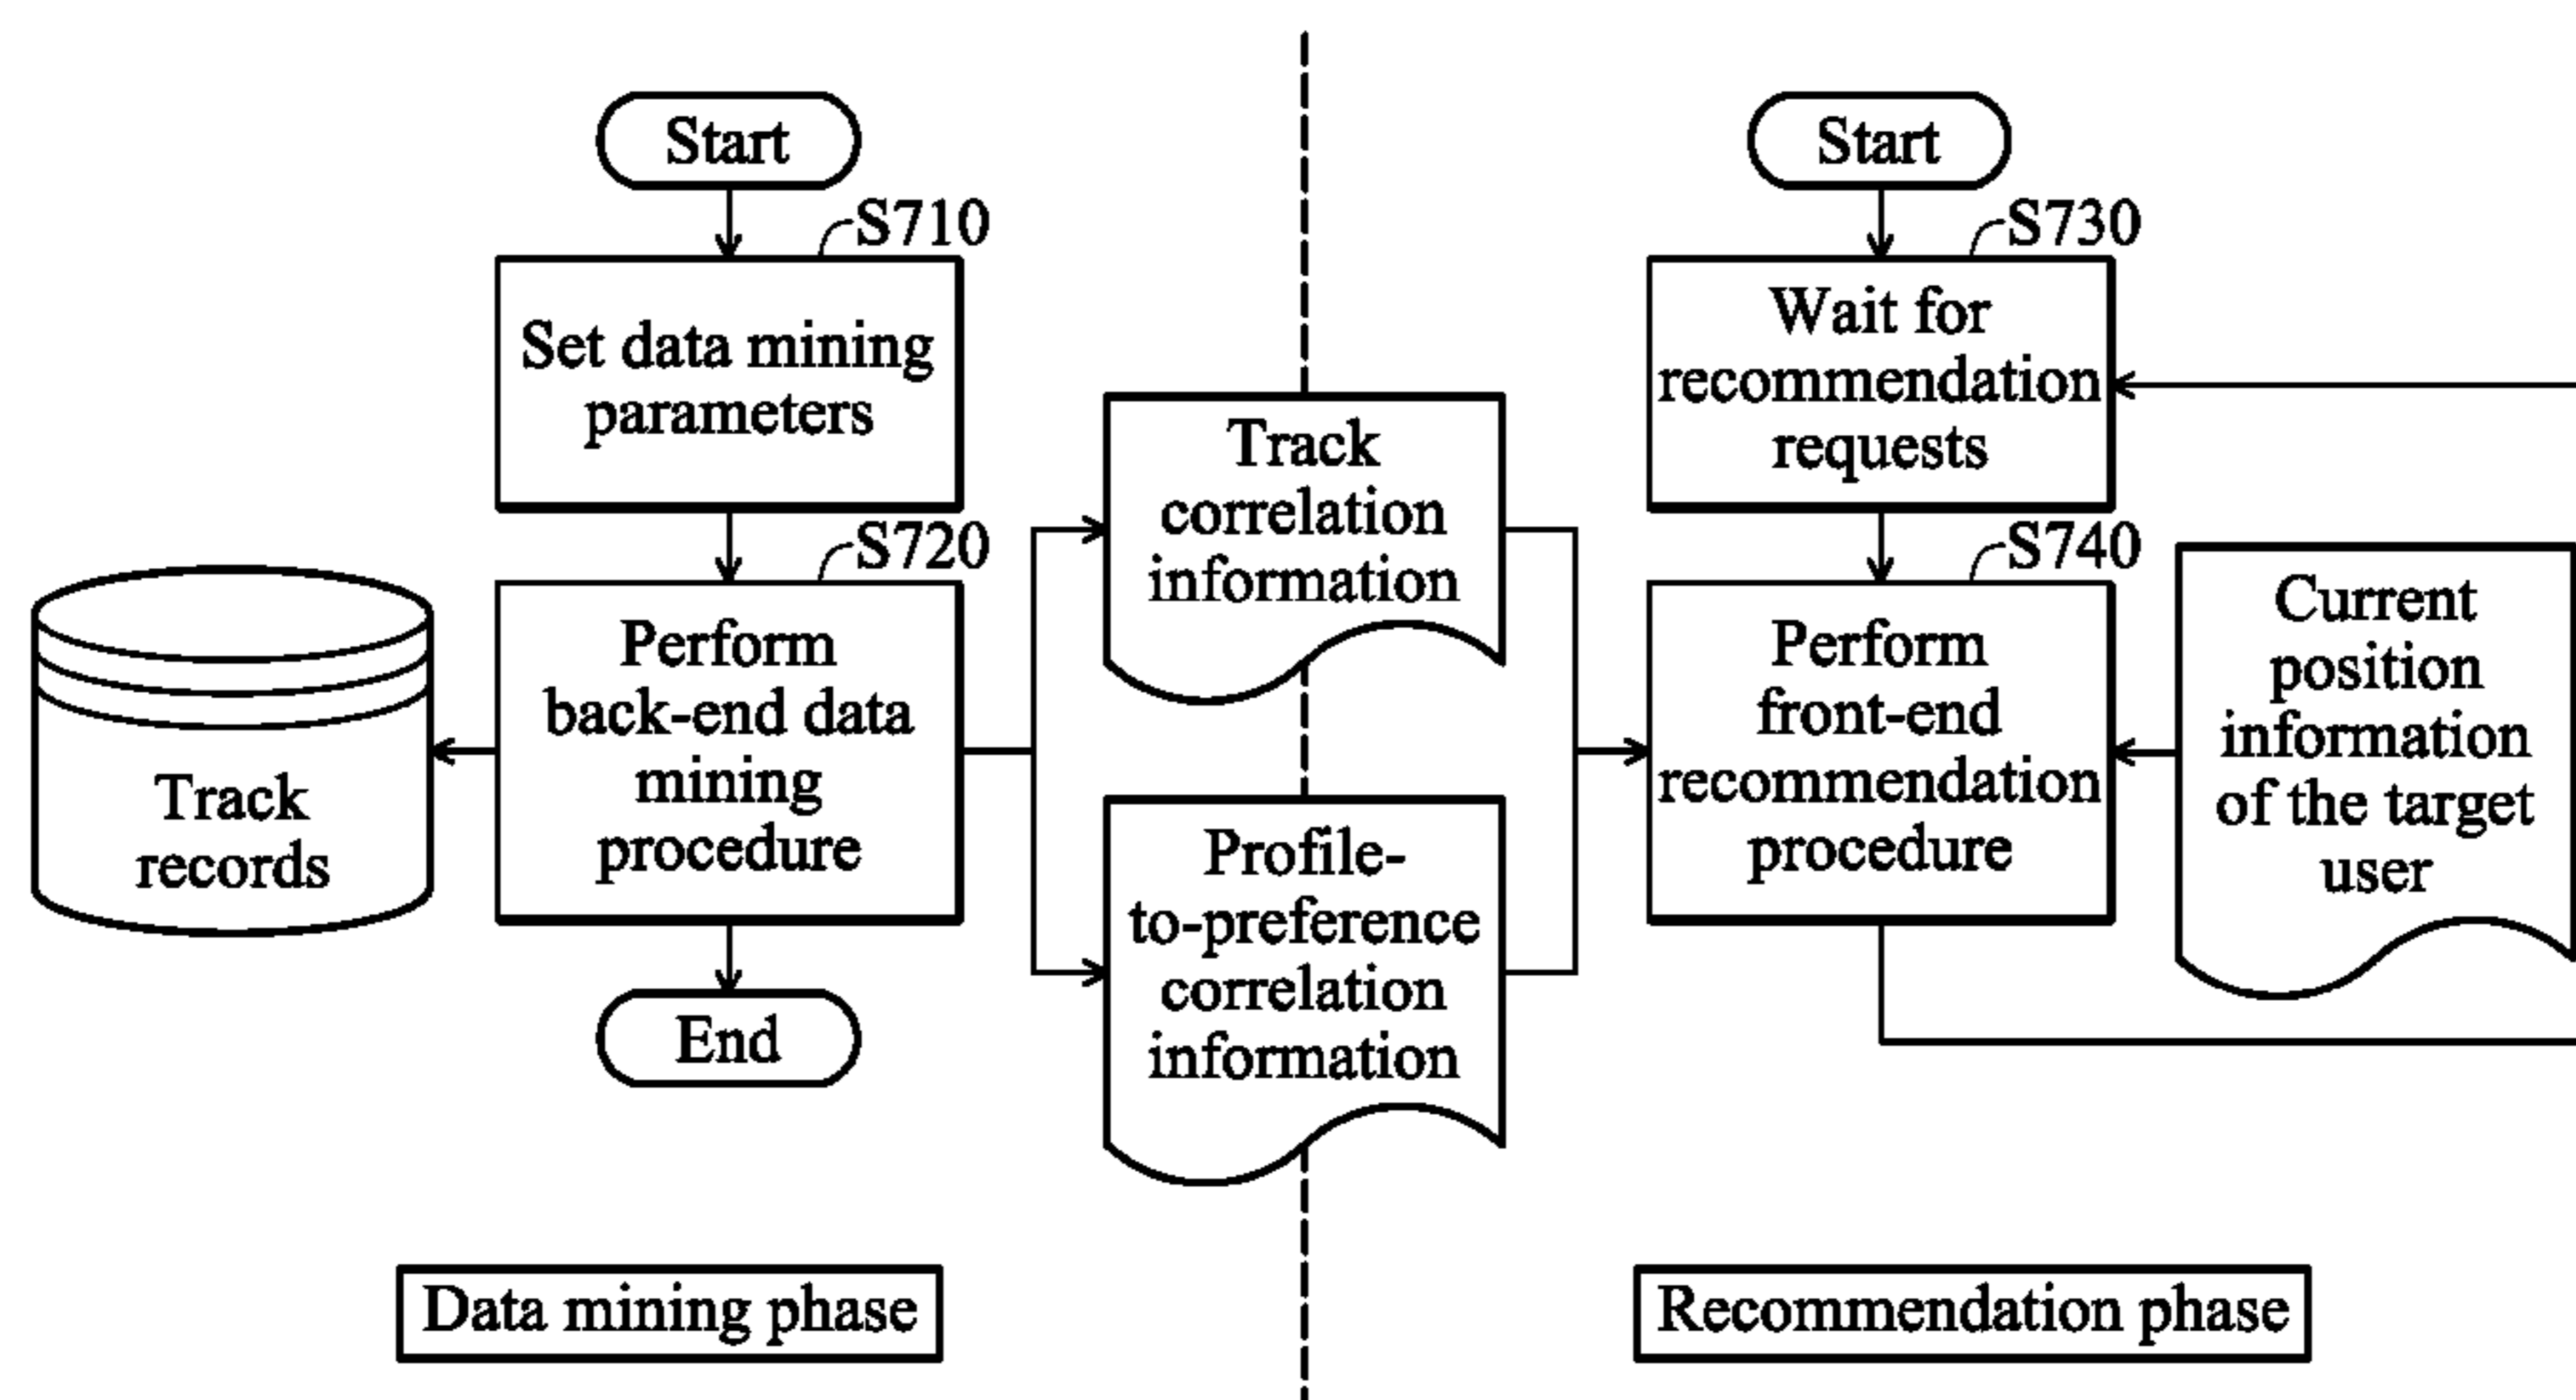 Start
S710
Set data mining
parameters
S720
Perform
back-end data
mining
procedure
Track
records
End
Track
correlation
information
Profile-
to-preference
correlation
information
Start
S730
Wait for
recommendation
requests
S740
Perform
front-end
recommendation
procedure
Current
position
information
of the target
user
Data mining phase
Recommendation phase